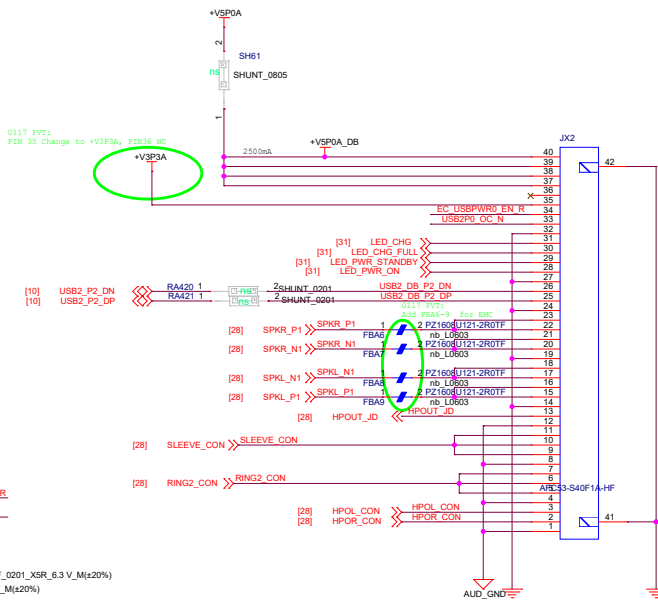 +V5P0A
2
SH61
ns
SHUNT_0805
1
0117 PVT:
PIN 35 Change to +V3P3A, PIN36 NC
+V3P3A
2500mA
+V5P0A_DB
JX2
40
39
38
37
36
35
34
33
32
31
30
29
28
27
26
25
24
23
22
21
20
19
18
17
16
15
14
13
12
11
10
9
8
7
6
5
4
3
2
1
42
41
EC_USBPWR0_EN_R
USB2P0_OC_N
[31] LED_CHG
[31] LED_CHG_FULL
[31] LED_PWR_STANDBY
[31] LED_PWR_ON
[10] USB2_P2_DN RA420 1 ns 2 SHUNT_0201 USB2_DB_P2_DN
[10] USB2_P2_DP RA421 1 ns 2 SHUNT_0201 USB2_DB_P2_DP
0117 PVT:
Add FBA6-9 for EMC
[28] SPKR_P1 SPKR_P1 1 FBA6 2 PZ1608U121-2R0TF nb_L0603
[28] SPKR_N1 SPKR_N1 1 FBA7 2 PZ1608U121-2R0TF nb_L0603
[28] SPKL_N1 SPKL_N1 1 FBA8 2 PZ1608U121-2R0TF nb_L0603
[28] SPKL_P1 SPKL_P1 1 FBA9 2 PZ1608U121-2R0TF nb_L0603
[28] HPOUT_JD HPOUT_JD
[28] SLEEVE_CON SLEEVE_CON
[28] RING2_CON RING2_CON
AFC53-S40F1A-HF
[28] HPOL_CON HPOL_CON
[28] HPOR_CON HPOR_CON
R
_0201_X5R_6.3 V_M(±20%)
_M(±20%)
AUD_GND